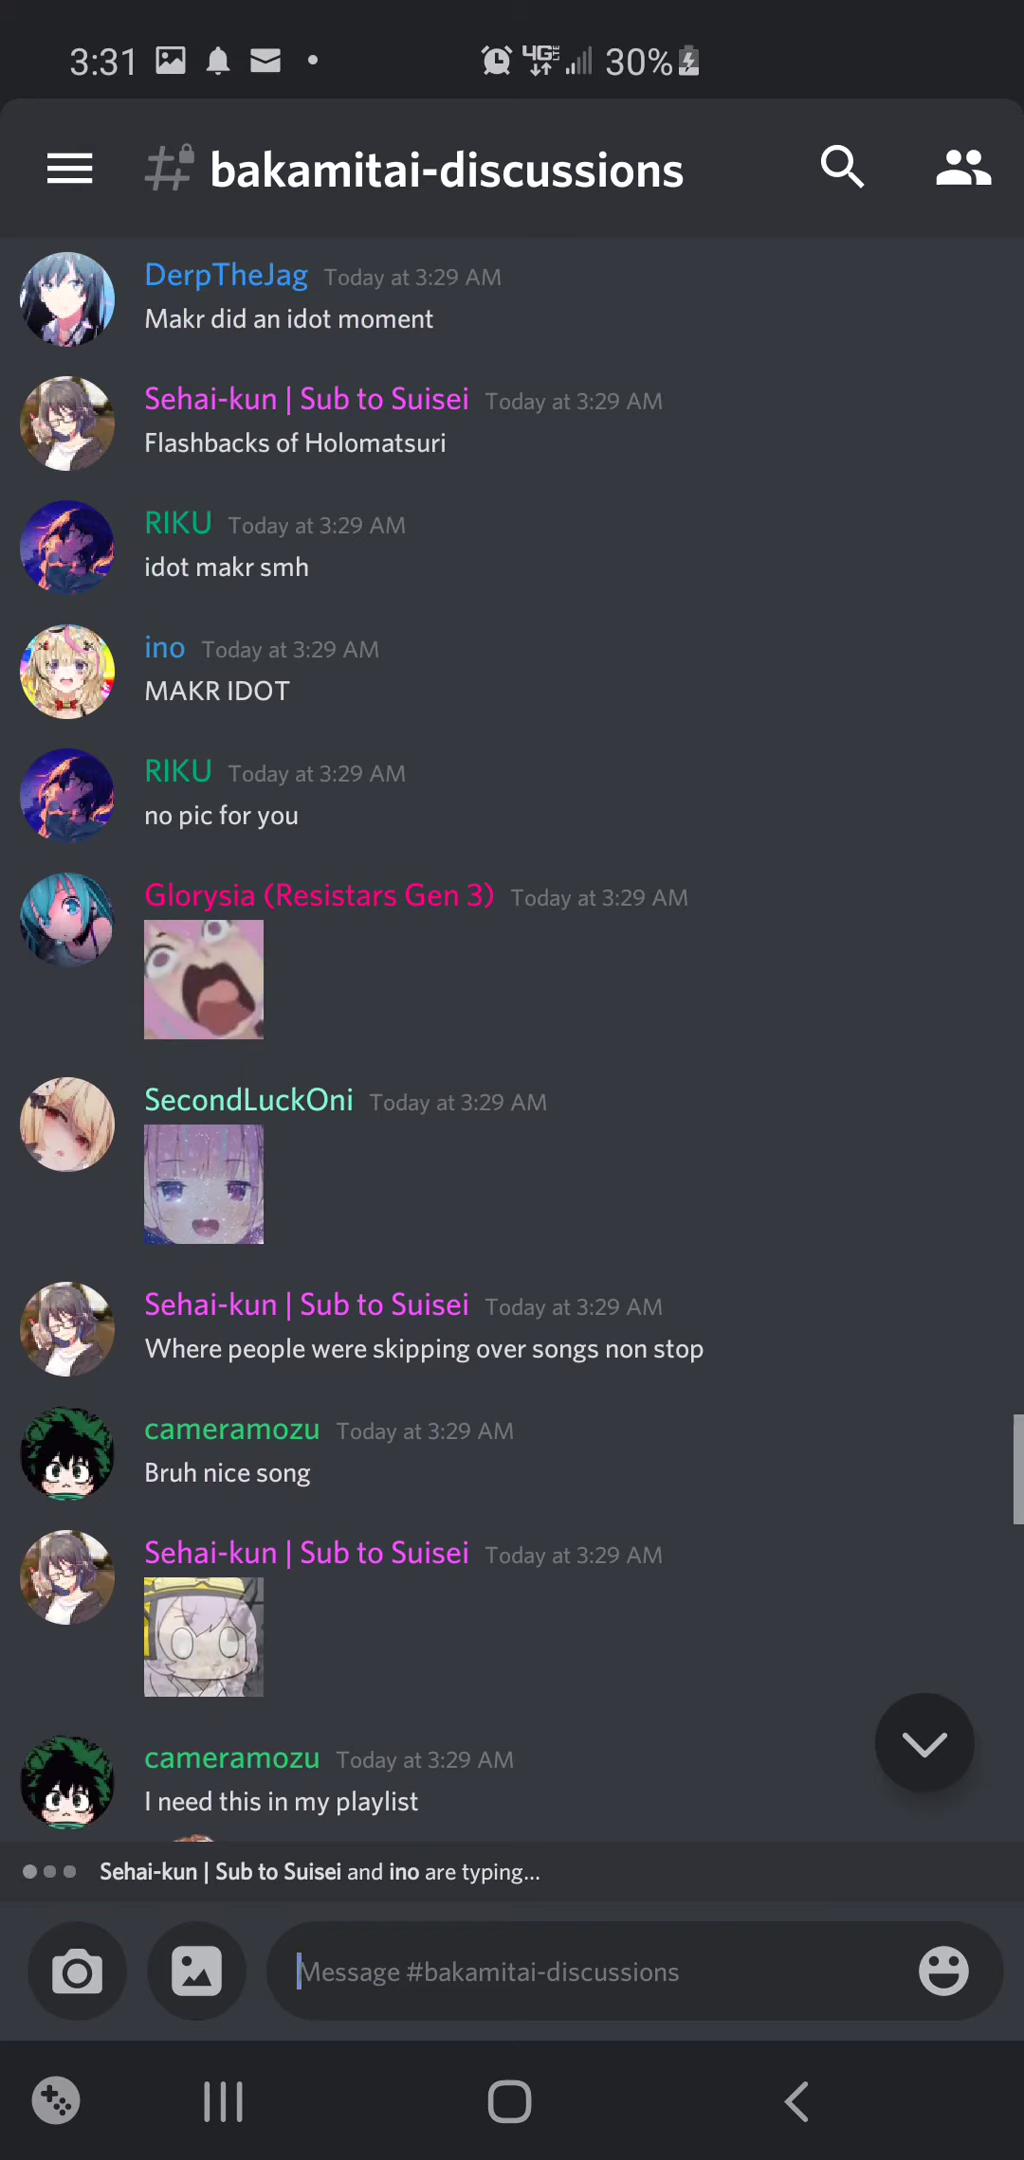 3:31
4G LTE
30%
bakamitai-discussions
DerpTheJag Today at 3:29 AM
Makr did an idot moment
Sehai-kun | Sub to Suisei Today at 3:29 AM
Flashbacks of Holomatsuri
RIKU Today at 3:29 AM
idot makr smh
ino Today at 3:29 AM
MAKR IDOT
RIKU Today at 3:29 AM
no pic for you
Glorysia (Resistars Gen 3) Today at 3:29 AM
SecondLuckOni Today at 3:29 AM
Sehai-kun | Sub to Suisei Today at 3:29 AM
Where people were skipping over songs non stop
cameramozu Today at 3:29 AM
Bruh nice song
Sehai-kun | Sub to Suisei Today at 3:29 AM
cameramozu Today at 3:29 AM
I need this in my playlist
Sehai-kun | Sub to Suisei and ino are typing...
Message #bakamitai-discussions